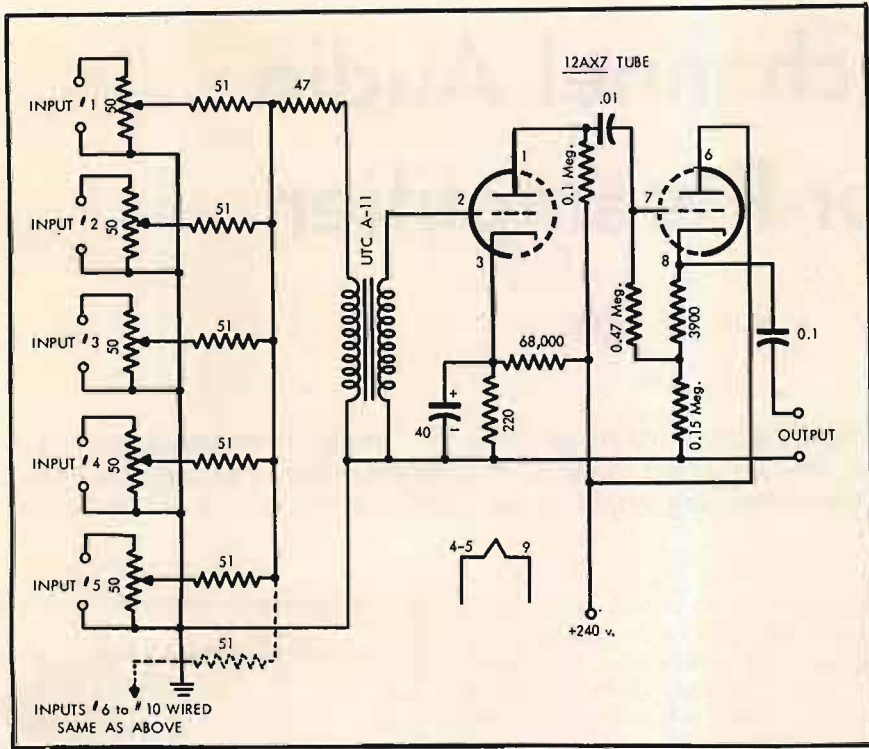 12AX7 TUBE
INPUT #1
50
51
47
.01
1
2
3
0.1 Meg.
6
7
8
INPUT #2
50
51
UTC A-11
INPUT #3
50
51
68,000
0.47 Meg.
3900
0.1
+
40
220
0.15 Meg.
OUTPUT
INPUT #4
50
51
INPUT #5
50
51
4-5
9
51
+240 v.
INPUTS #6 to #10 WIRED
SAME AS ABOVE